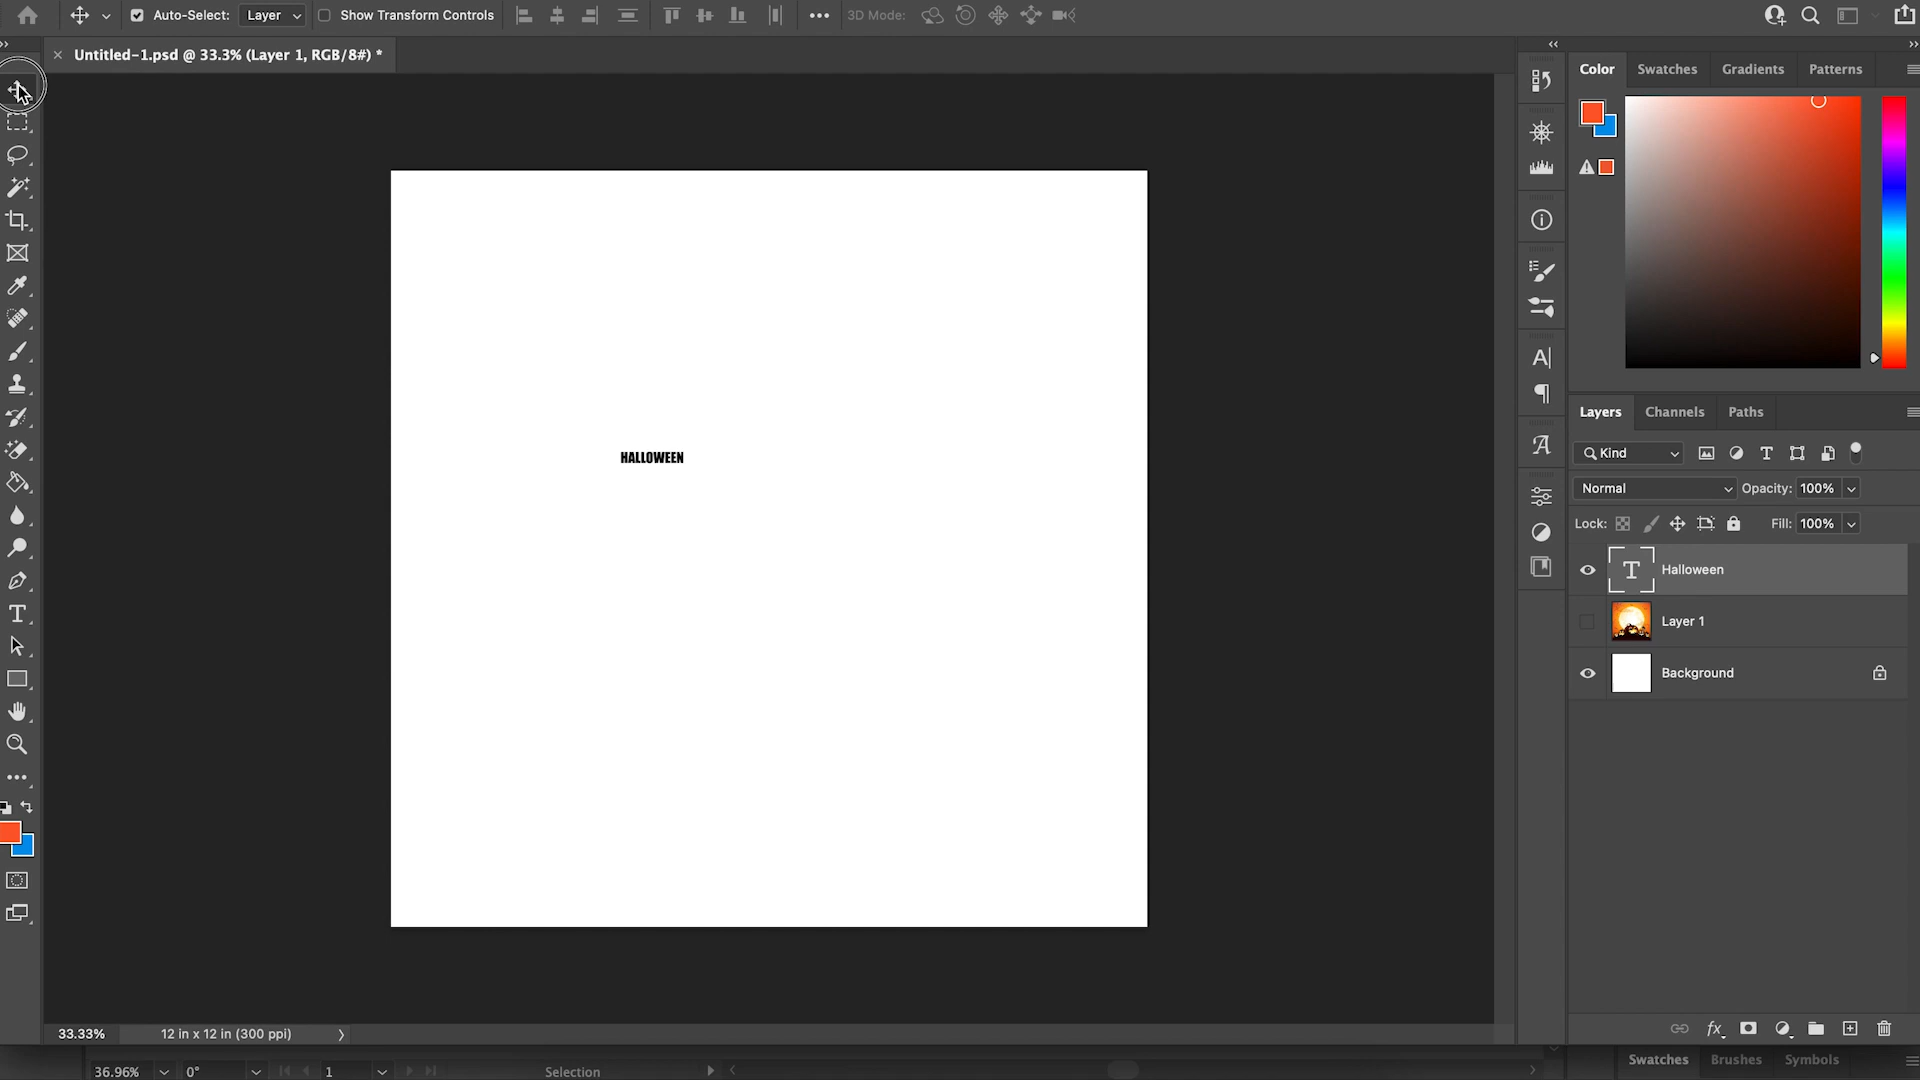 Auto-Select: Layer Show Transform Controls 3D Mode:
Untitled-1.psd @ 33.3% (Layer 1, RGB/8#) *
Color Swatches Gradients Patterns
HALLOWEEN
Layers Channels Paths
Kind
Normal Opacity: 100%
Lock: Fill: 100%
Halloween
Layer 1
Background
33.33% 12 in x 12 in (300 ppi)
Swatches Brushes Symbols
36.96% 0° 1 Selection